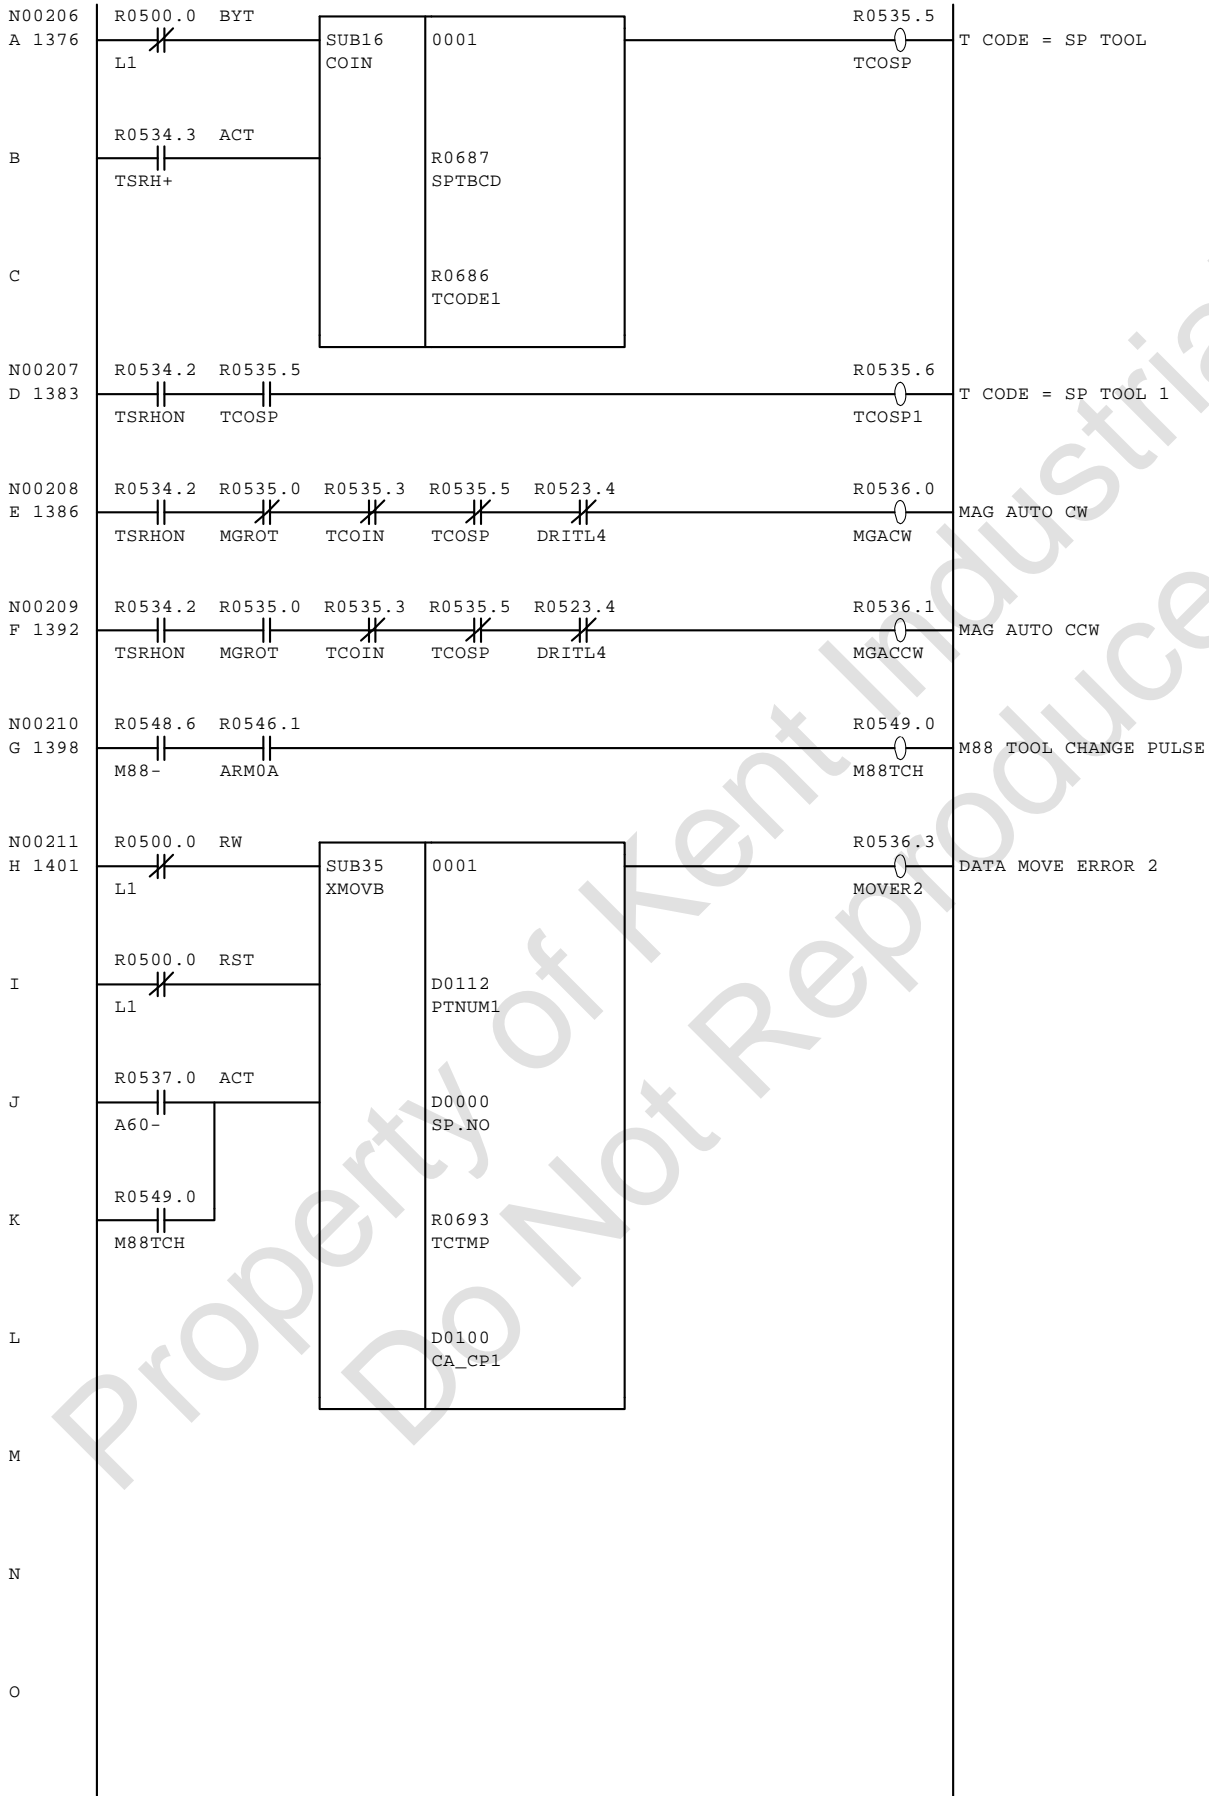 N00206 R0500.0 BYT R0535.5
A 1376 SUB16 0001 T CODE = SP TOOL
L1 COIN TCOSP
R0534.3 ACT
B R0687
TSRH+ SPTBCD
C R0686
TCODE1
N00207 R0534.2 R0535.5 R0535.6
D 1383 T CODE = SP TOOL 1
TSRHON TCOSP TCOSP1
N00208 R0534.2 R0535.0 R0535.3 R0535.5 R0523.4 R0536.0
E 1386 MAG AUTO CW
TSRHON MGROT TCOIN TCOSP DRITL4 MGACW
N00209 R0534.2 R0535.0 R0535.3 R0535.5 R0523.4 R0536.1
F 1392 MAG AUTO CCW
TSRHON MGROT TCOIN TCOSP DRITL4 MGACCW
N00210 R0548.6 R0546.1 R0549.0
G 1398 M88 TOOL CHANGE PULSE
M88- ARM0A M88TCH
N00211 R0500.0 RW R0536.3
H 1401 SUB35 0001 DATA MOVE ERROR 2
L1 XMOVB MOVER2
R0500.0 RST
I D0112
L1 PTNUM1
R0537.0 ACT
J D0000
A60- SP.NO
R0549.0
K R0693
M88TCH TCTMP
L D0100
CA_CP1
M
N
O
Property of Kent Industria
Do Not Reproduce